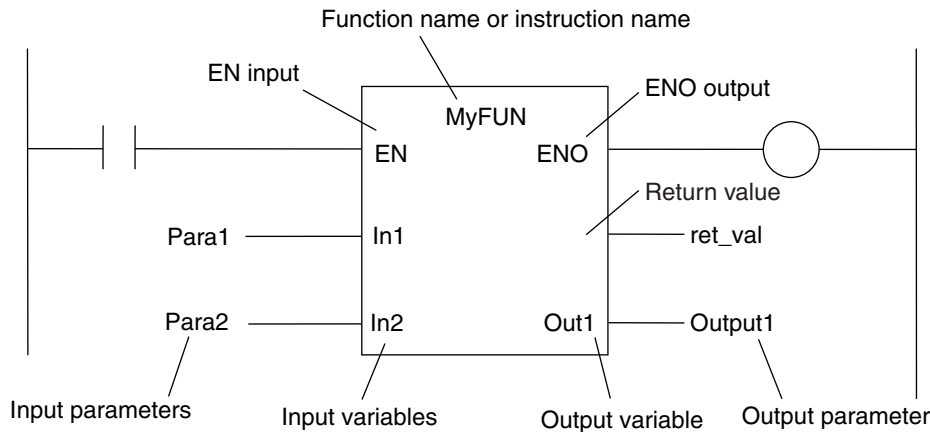 Function name or instruction name
EN input
ENO output
MyFUN
EN
ENO
Return value
Para1
In1
ret_val
Para2
In2
Out1
Output1
Input parameters
Input variables
Output variable
Output parameter